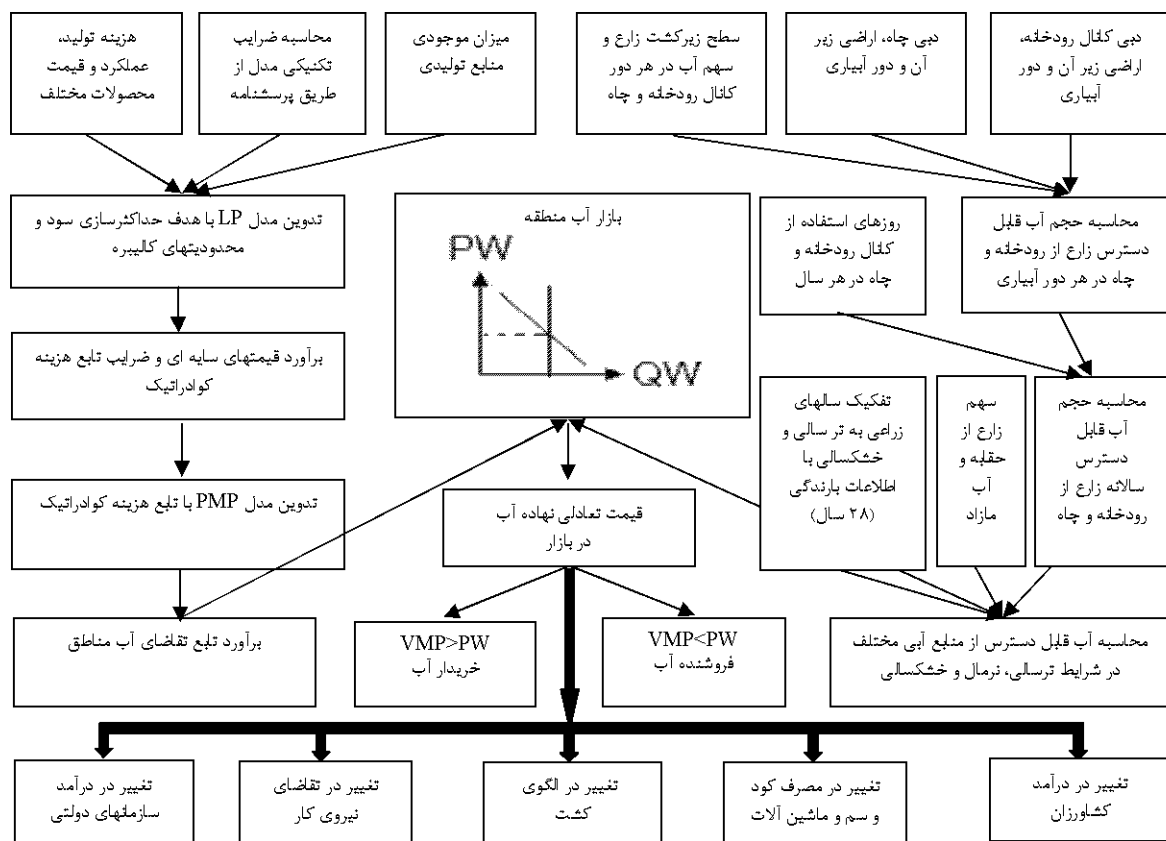 دبی کانال رودخانه،
اراضی زیر آن و دور
آبیاری
دبی چاه، اراضی زیر
آن و دور آبیاری
سطح زیرکشت زارع و
سهم آب در هر دور
کانال رودخانه و چاه
میزان موجودی
منابع تولیدی
محاسبه ضرایب
تکنیکی مدل از
طریق پرسشنامه
هزینه تولید،
عملکرد و قیمت
محصولات مختلف
محاسبه حجم آب قابل
دسترس زارع از رودخانه و
چاه در هر دور آبیاری
روزهای استفاده از
کانال رودخانه و
چاه در هر سال
بازار آب منطقه
PW
QW
تدوین مدل LP با هدف حداکثرسازی سود و
محدودیتهای کالیبره
برآورد قیمتهای سایه ای و ضرایب تابع هزینه
کوادراتیک
محاسبه حجم
آب قابل
دسترس
سالانه زارع از
رودخانه و چاه
سهم
زارع از
حقابه و
آب
مازاد
تفکیک سالهای
زراعی به تر سالی و
خشکسالی با
اطلاعات بارندگی
(۲۸ سال)
تدوین مدل PMP با تابع هزینه کوادراتیک
قیمت تعادلی نهاده آب
در بازار
محاسبه آب قابل دسترس از منابع آبی مختلف
در شرایط ترسالی، نرمال و خشکسالی
VMP<PW
فروشنده آب
VMP>PW
خریدار آب
برآورد تابع تقاضای آب مناطق
تغییر در درآمد
کشاورزان
تغییر در مصرف کود
و سم و ماشین آلات
تغییر در الگوی
کشت
تغییر در تقاضای
نیروی کار
تغییر در درآمد
سازمانهای دولتی